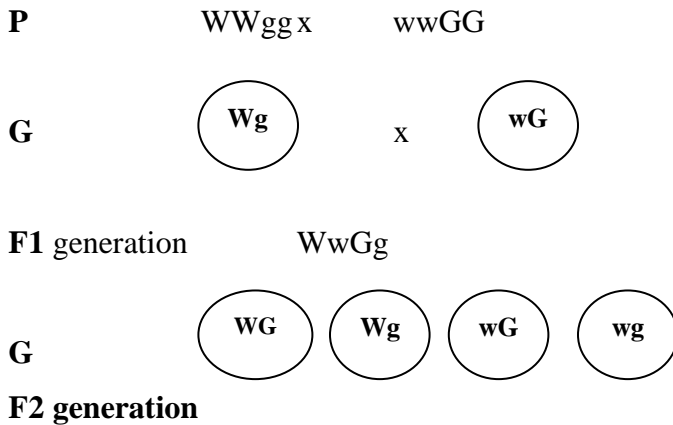 P WWgg x wwGG
G Wg x wG
F1 generation WwGg
G WG Wg wG wg
F2 generation